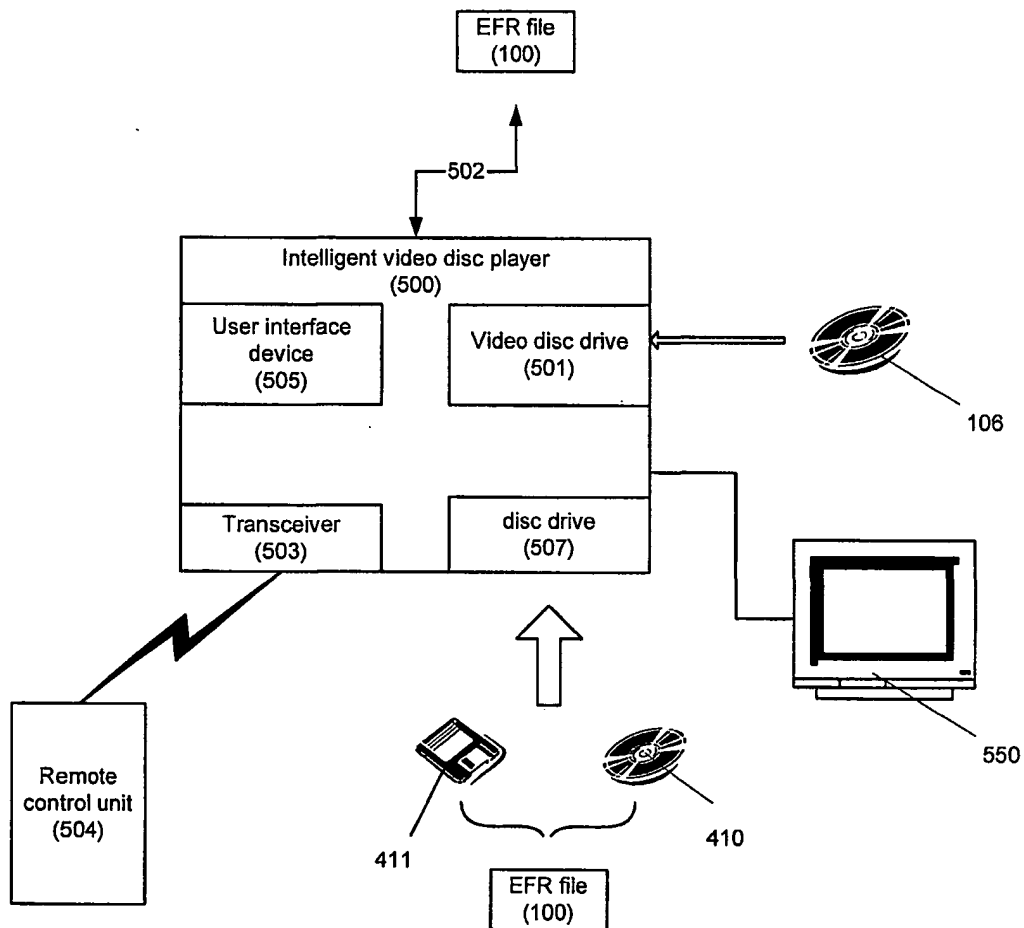 EFR file
(100)
502
Intelligent video disc player
(500)
User interface
device
(505)
Video disc drive
(501)
106
Transceiver
(503)
disc drive
(507)
550
Remote
control unit
(504)
411
410
EFR file
(100)